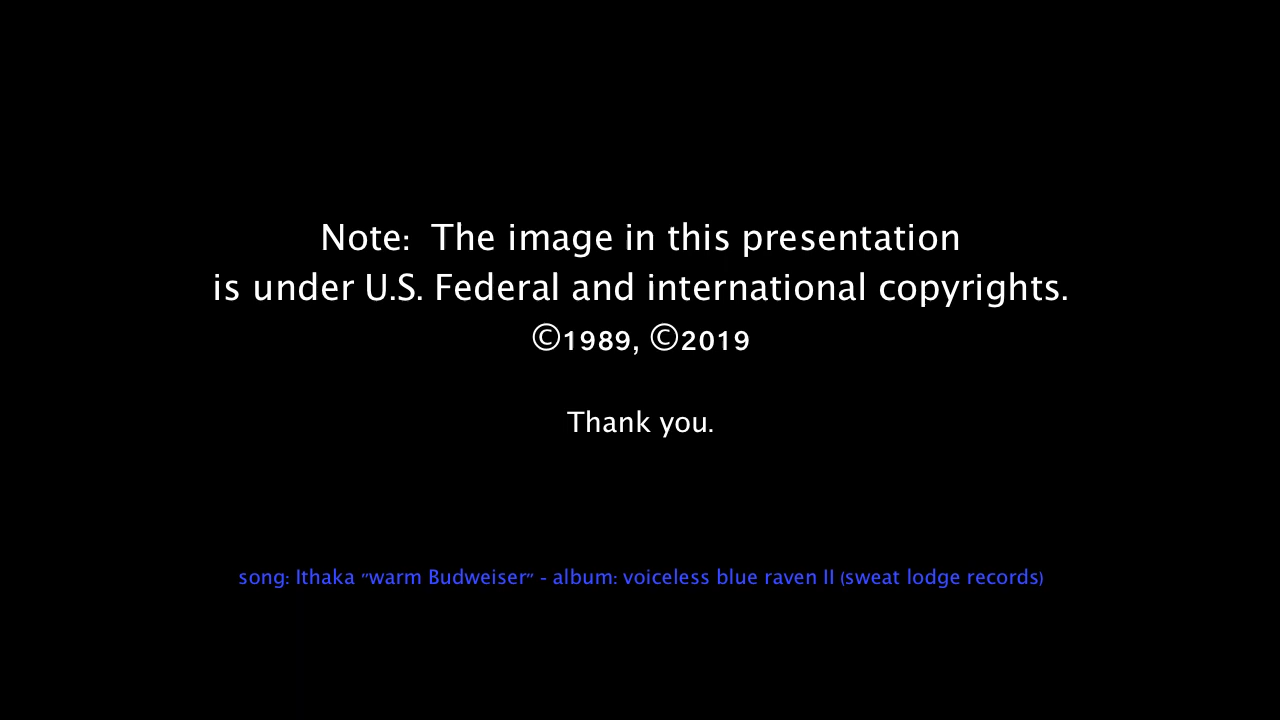 Note:  The image in this presentation
is under U.S. Federal and international copyrights.
©1989, ©2019
Thank you.
song: Ithaka "warm Budweiser" - album: voiceless blue raven II (sweat lodge records)